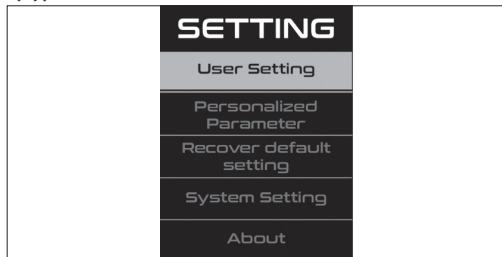 SETTING
User Setting
Personalized
Parameter
Recover default
setting
System Setting
About